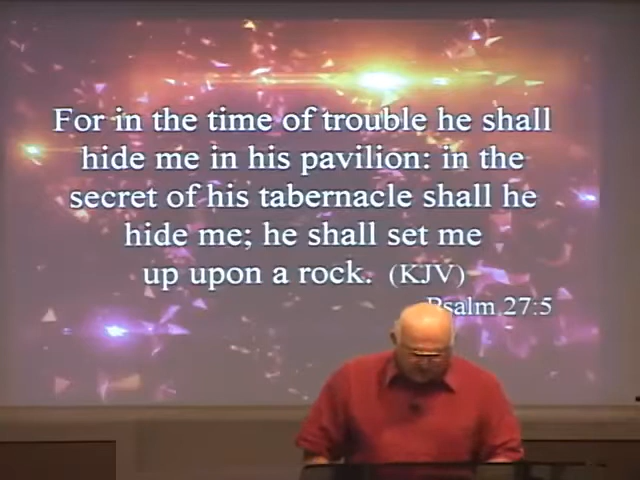 For in the time of trouble he shall
hide me in his pavilion: in the
secret of his tabernacle shall he
hide me; he shall set me
up upon a rock. (KJV)
Psalm 27:5